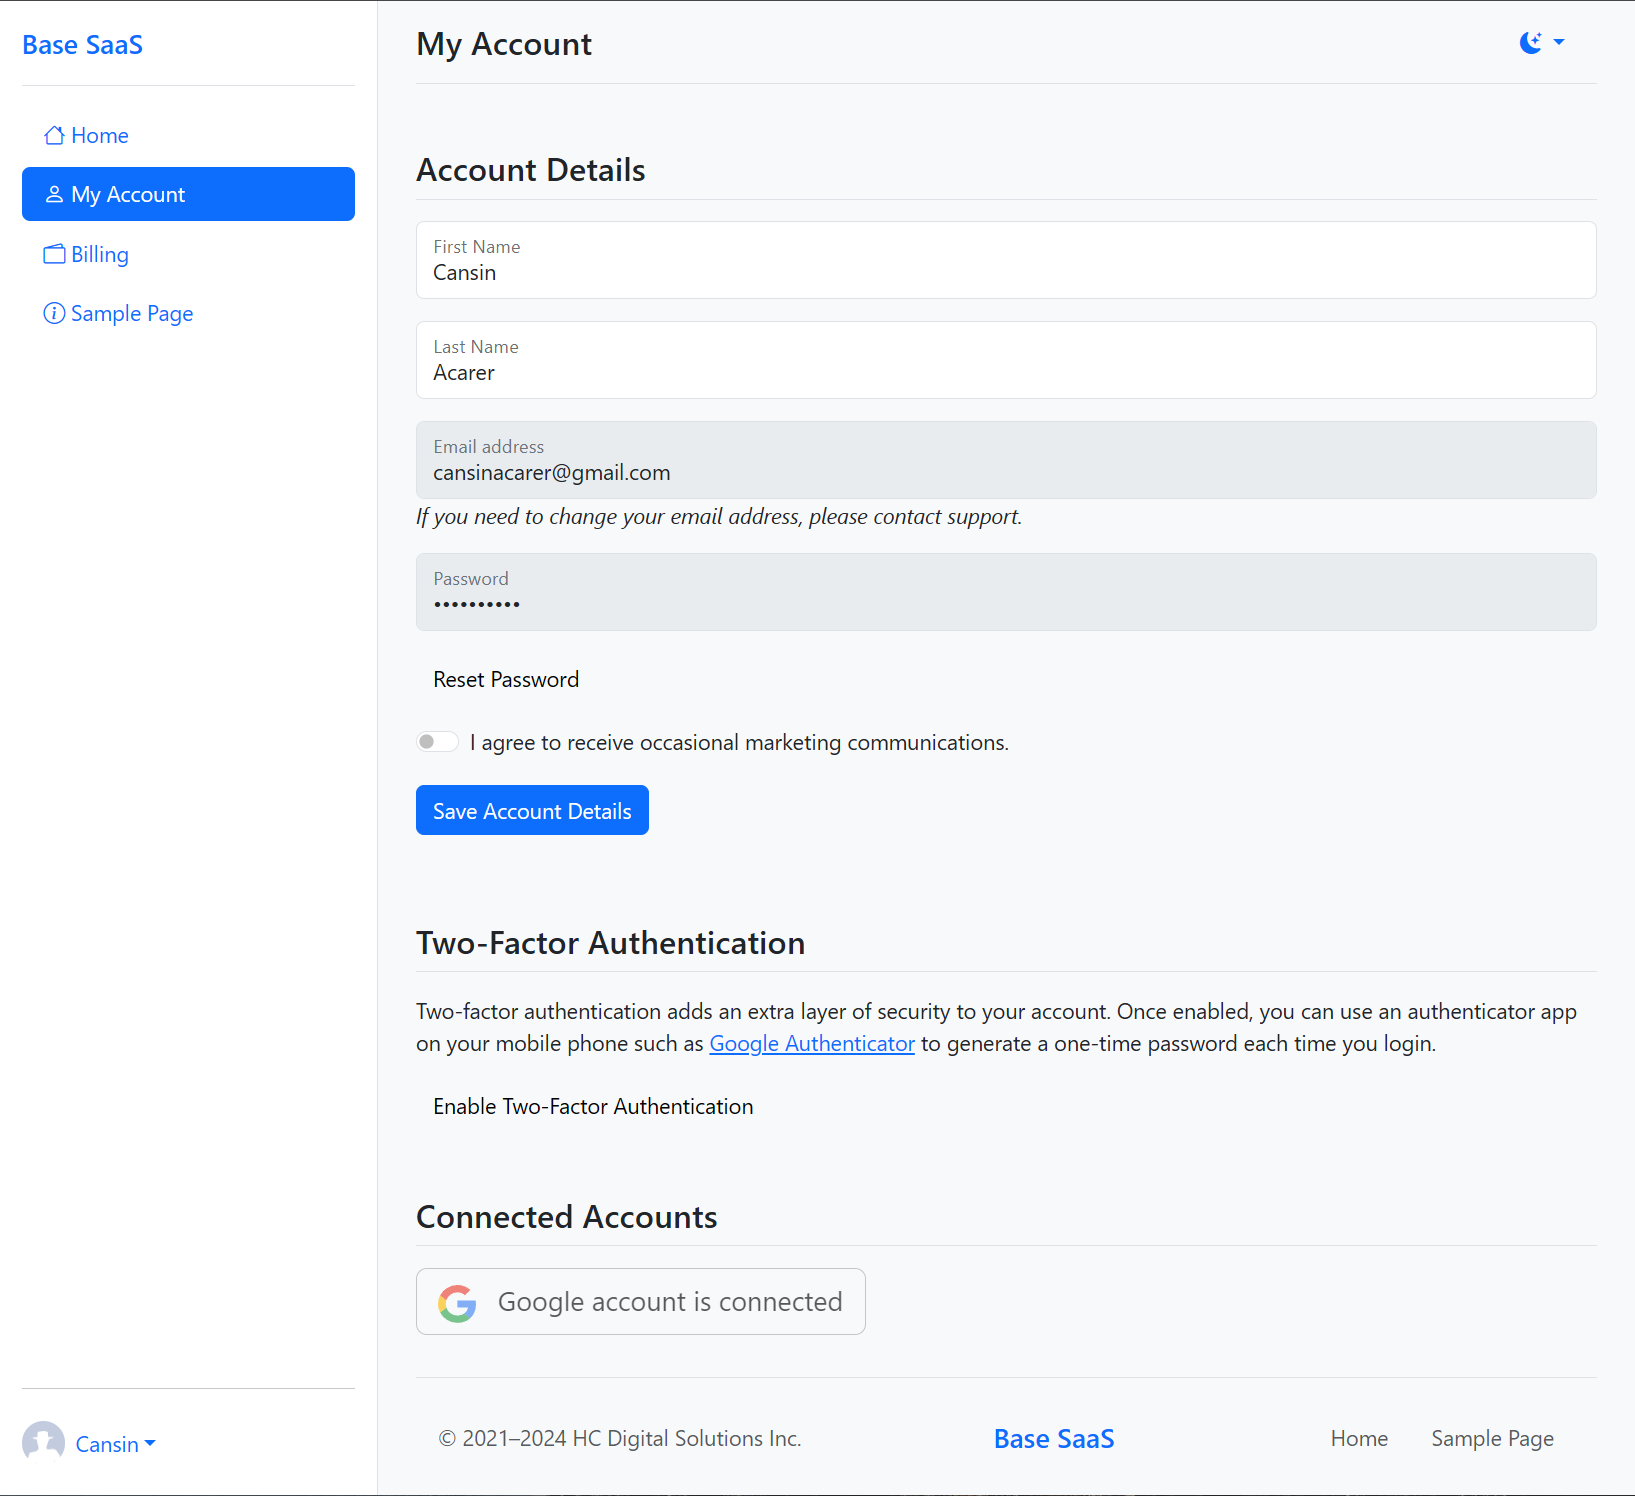 Base SaaS
Home
My Account
Billing
Sample Page
Cansin
My Account
Account Details
First Name
Cansin
Last Name
Acarer
Email address
cansinacarer@gmail.com
If you need to change your email address, please contact support.
Password
••••••••••
Reset Password
I agree to receive occasional marketing communications.
Save Account Details
Two-Factor Authentication
Two-factor authentication adds an extra layer of security to your account. Once enabled, you can use an authenticator app
on your mobile phone such as Google Authenticator to generate a one-time password each time you login.
Enable Two-Factor Authentication
Connected Accounts
Google account is connected
© 2021–2024 HC Digital Solutions Inc.
Base SaaS
Home
Sample Page